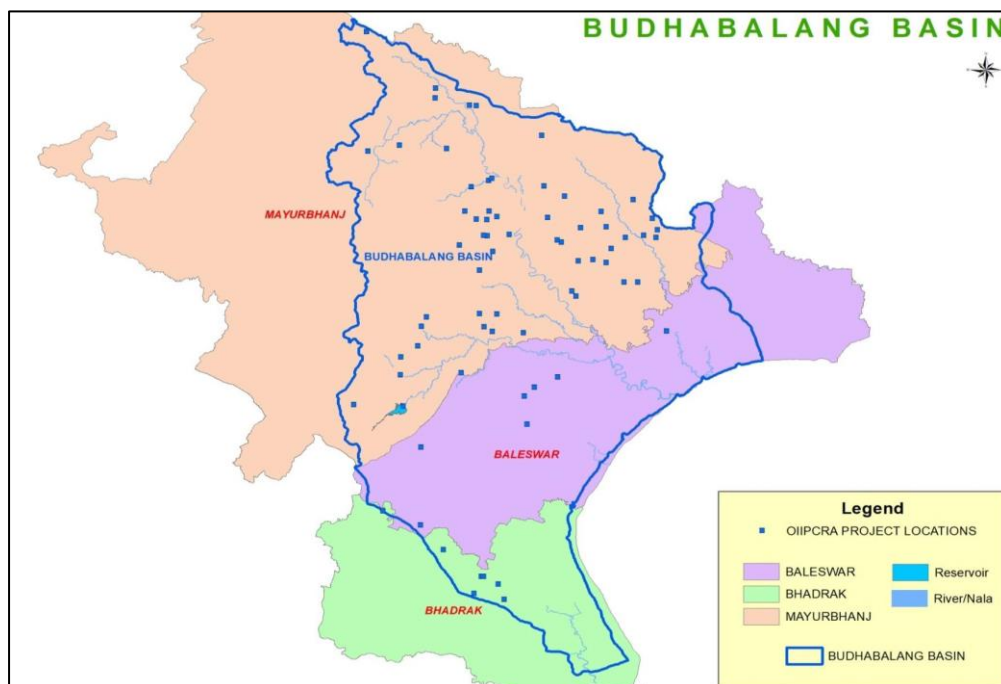 BUDHABALANG BASIN
MAYURBHANJ
BUDHABALANG BASIN
BALESWAR
BHADRAK
Legend
OIIPCRA PROJECT LOCATIONS
BALESWAR
Reservoir
BHADRAK
River/Nala
MAYURBHANJ
BUDHABALANG BASIN